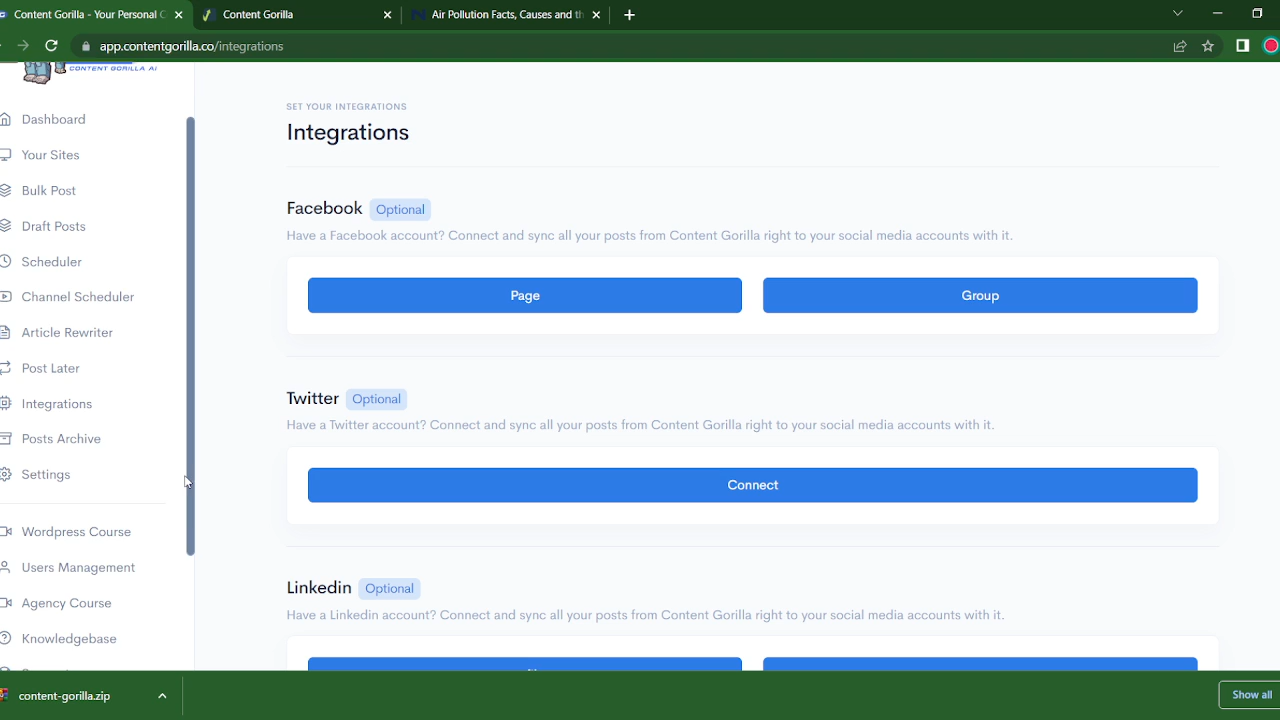 Content Gorilla - Your Personal C
Content Gorilla
Air Pollution Facts, Causes and th
app.contentgorilla.co/integrations
CONTENT GORILLA AI
Dashboard
Your Sites
Bulk Post
Draft Posts
Scheduler
Channel Scheduler
Article Rewriter
Post Later
Integrations
Posts Archive
Settings
Wordpress Course
Users Management
Agency Course
Knowledgebase
SET YOUR INTEGRATIONS
Integrations
Facebook Optional
Have a Facebook account? Connect and sync all your posts from Content Gorilla right to your social media accounts with it.
Page Group
Twitter Optional
Have a Twitter account? Connect and sync all your posts from Content Gorilla right to your social media accounts with it.
Connect
Linkedin Optional
Have a Linkedin account? Connect and sync all your posts from Content Gorilla right to your social media accounts with it.
content-gorilla.zip
Show all